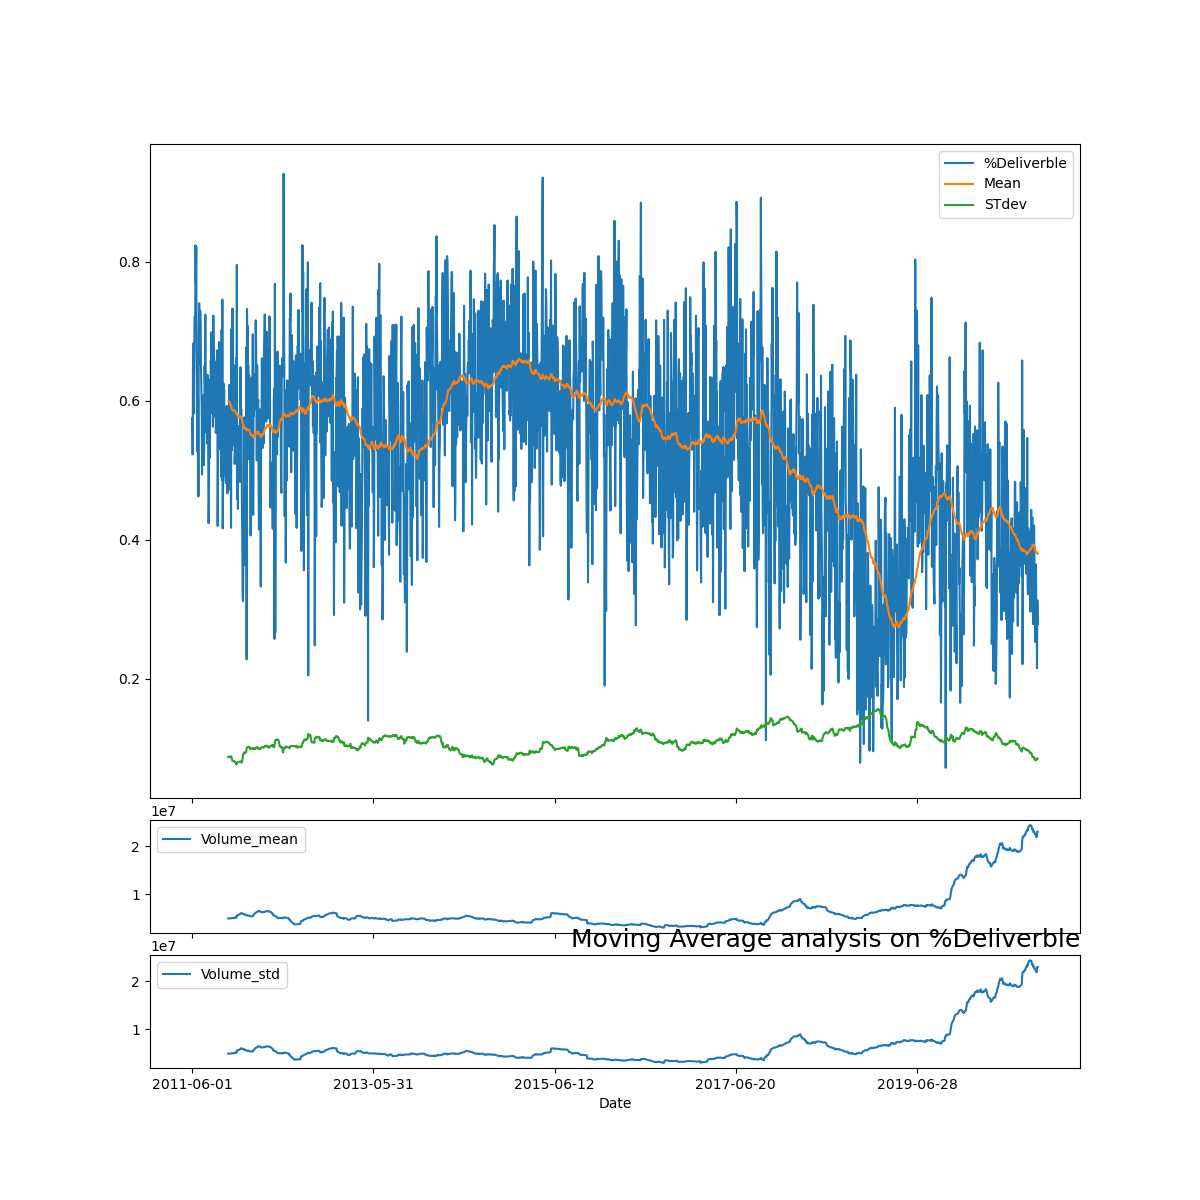 %Deliverble
Mean
STdev
0.8
0.6
0.4
0.2
1e7
Volume_mean
2
1
Moving Average analysis on %Deliverble
1e7
Volume_std
2
1
2011-06-01 2013-05-31 2015-06-12 2017-06-20 2019-06-28
Date